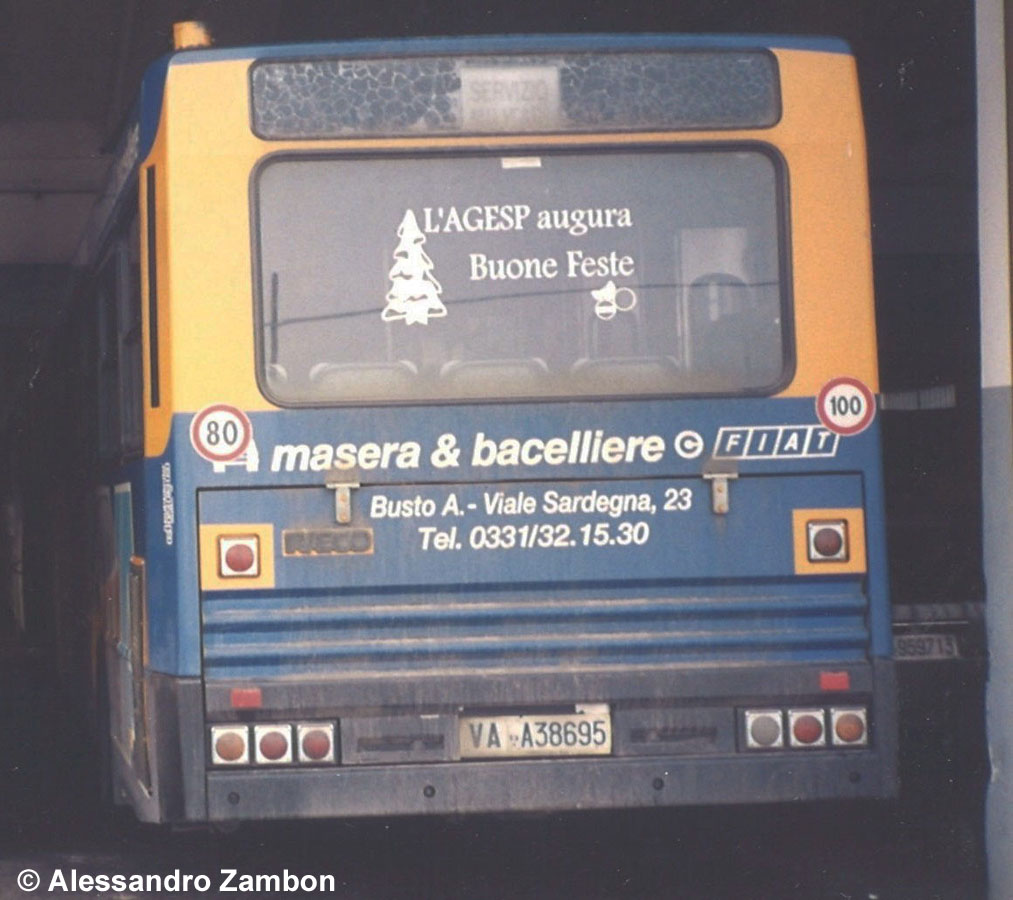 SERVIZIO
L'AGESP augura
Buone Feste
80
100
masera & bacelliere C FIAT
Busto A. - Viale Sardegna, 23
Tel. 0331/32.15.30
IVECO
VA A38695
© Alessandro Zambon